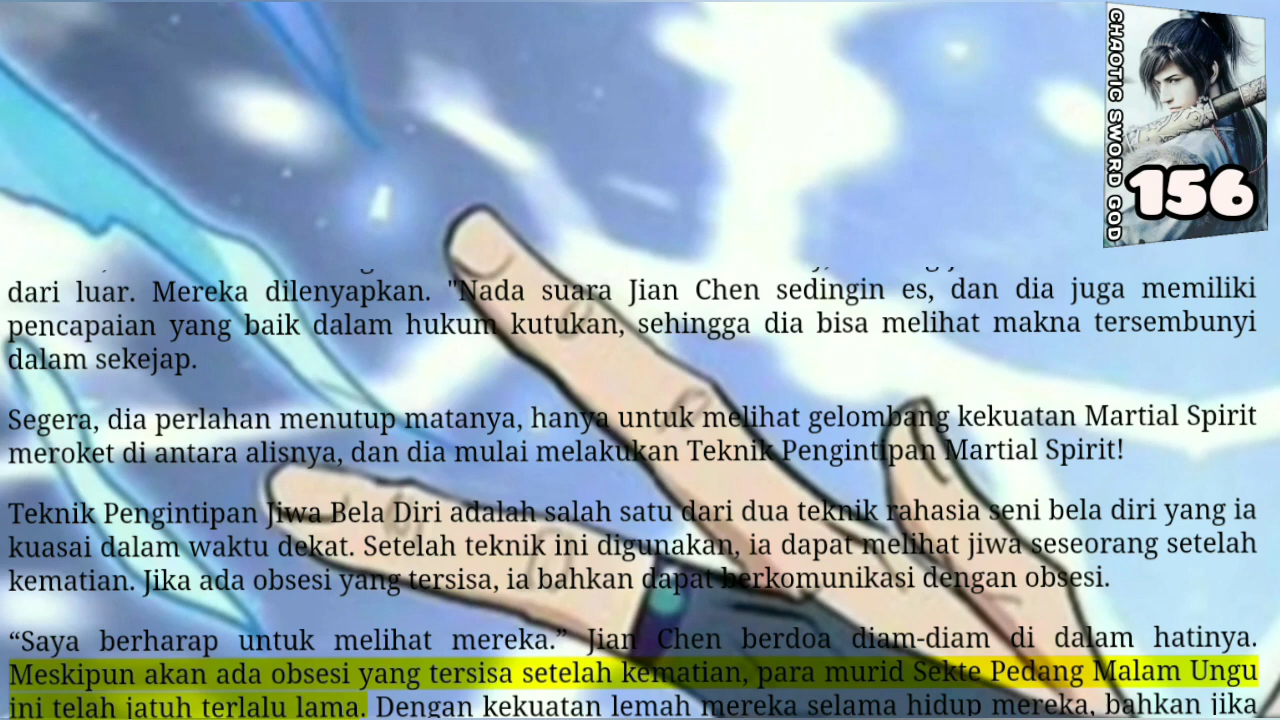 CHAOTIC SWORD GOD
156
dari luar. Mereka dilenyapkan. "Nada suara Jian Chen sedingin es, dan dia juga memiliki
pencapaian yang baik dalam hukum kutukan, sehingga dia bisa melihat makna tersembunyi
dalam sekejap.
Segera, dia perlahan menutup matanya, hanya untuk melihat gelombang kekuatan Martial Spirit
meroket di antara alisnya, dan dia mulai melakukan Teknik Pengintipan Martial Spirit!
Teknik Pengintipan Jiwa Bela Diri adalah salah satu dari dua teknik rahasia seni bela diri yang ia
kuasai dalam waktu dekat. Setelah teknik ini digunakan, ia dapat melihat jiwa seseorang setelah
kematian. Jika ada obsesi yang tersisa, ia bahkan dapat berkomunikasi dengan obsesi.
“Saya berharap untuk melihat mereka.” Jian Chen berdoa diam-diam di dalam hatinya.
Meskipun akan ada obsesi yang tersisa setelah kematian, para murid Sekte Pedang Malam Ungu
ini telah jatuh terlalu lama. Dengan kekuatan lemah mereka selama hidup mereka, bahkan jika